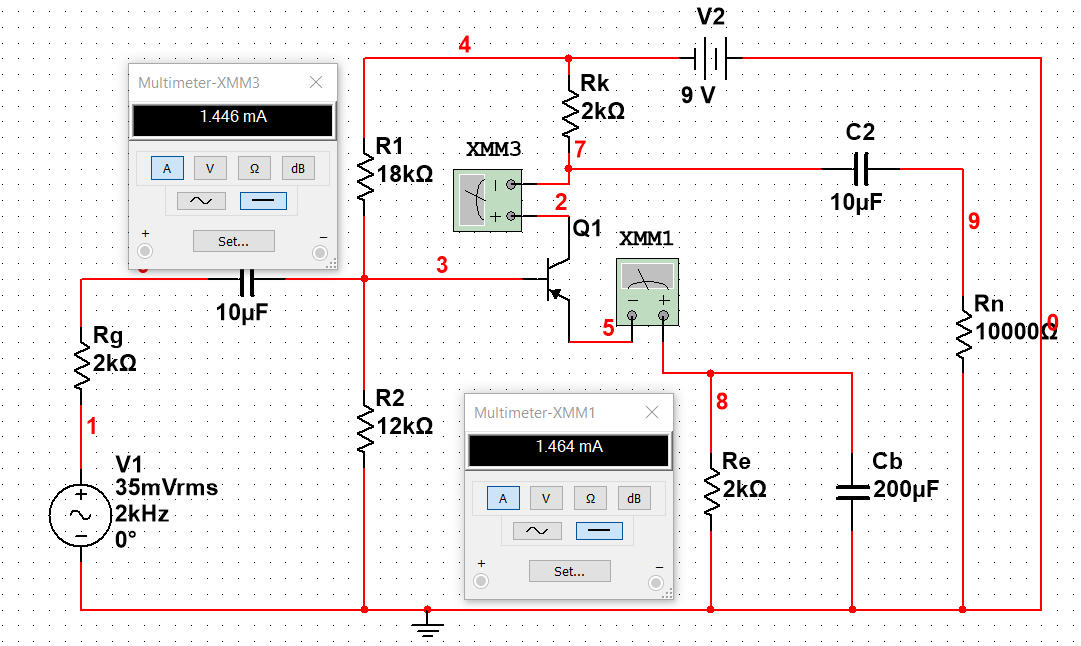 V2
4
9 V
Multimeter-XMM3
1.446 mA
A
V
Ω
dB
+
−
Set...
Rk
2kΩ
7
XMM3
2
R1
18kΩ
C2
10µF
9
Q1
XMM1
3
5
10µF
Rg
2kΩ
1
Rn
10000Ω
0
8
R2
12kΩ
Multimeter-XMM1
1.464 mA
A
V
Ω
dB
+
−
Set...
Re
2kΩ
Cb
200µF
V1
35mVrms
2kHz
0°